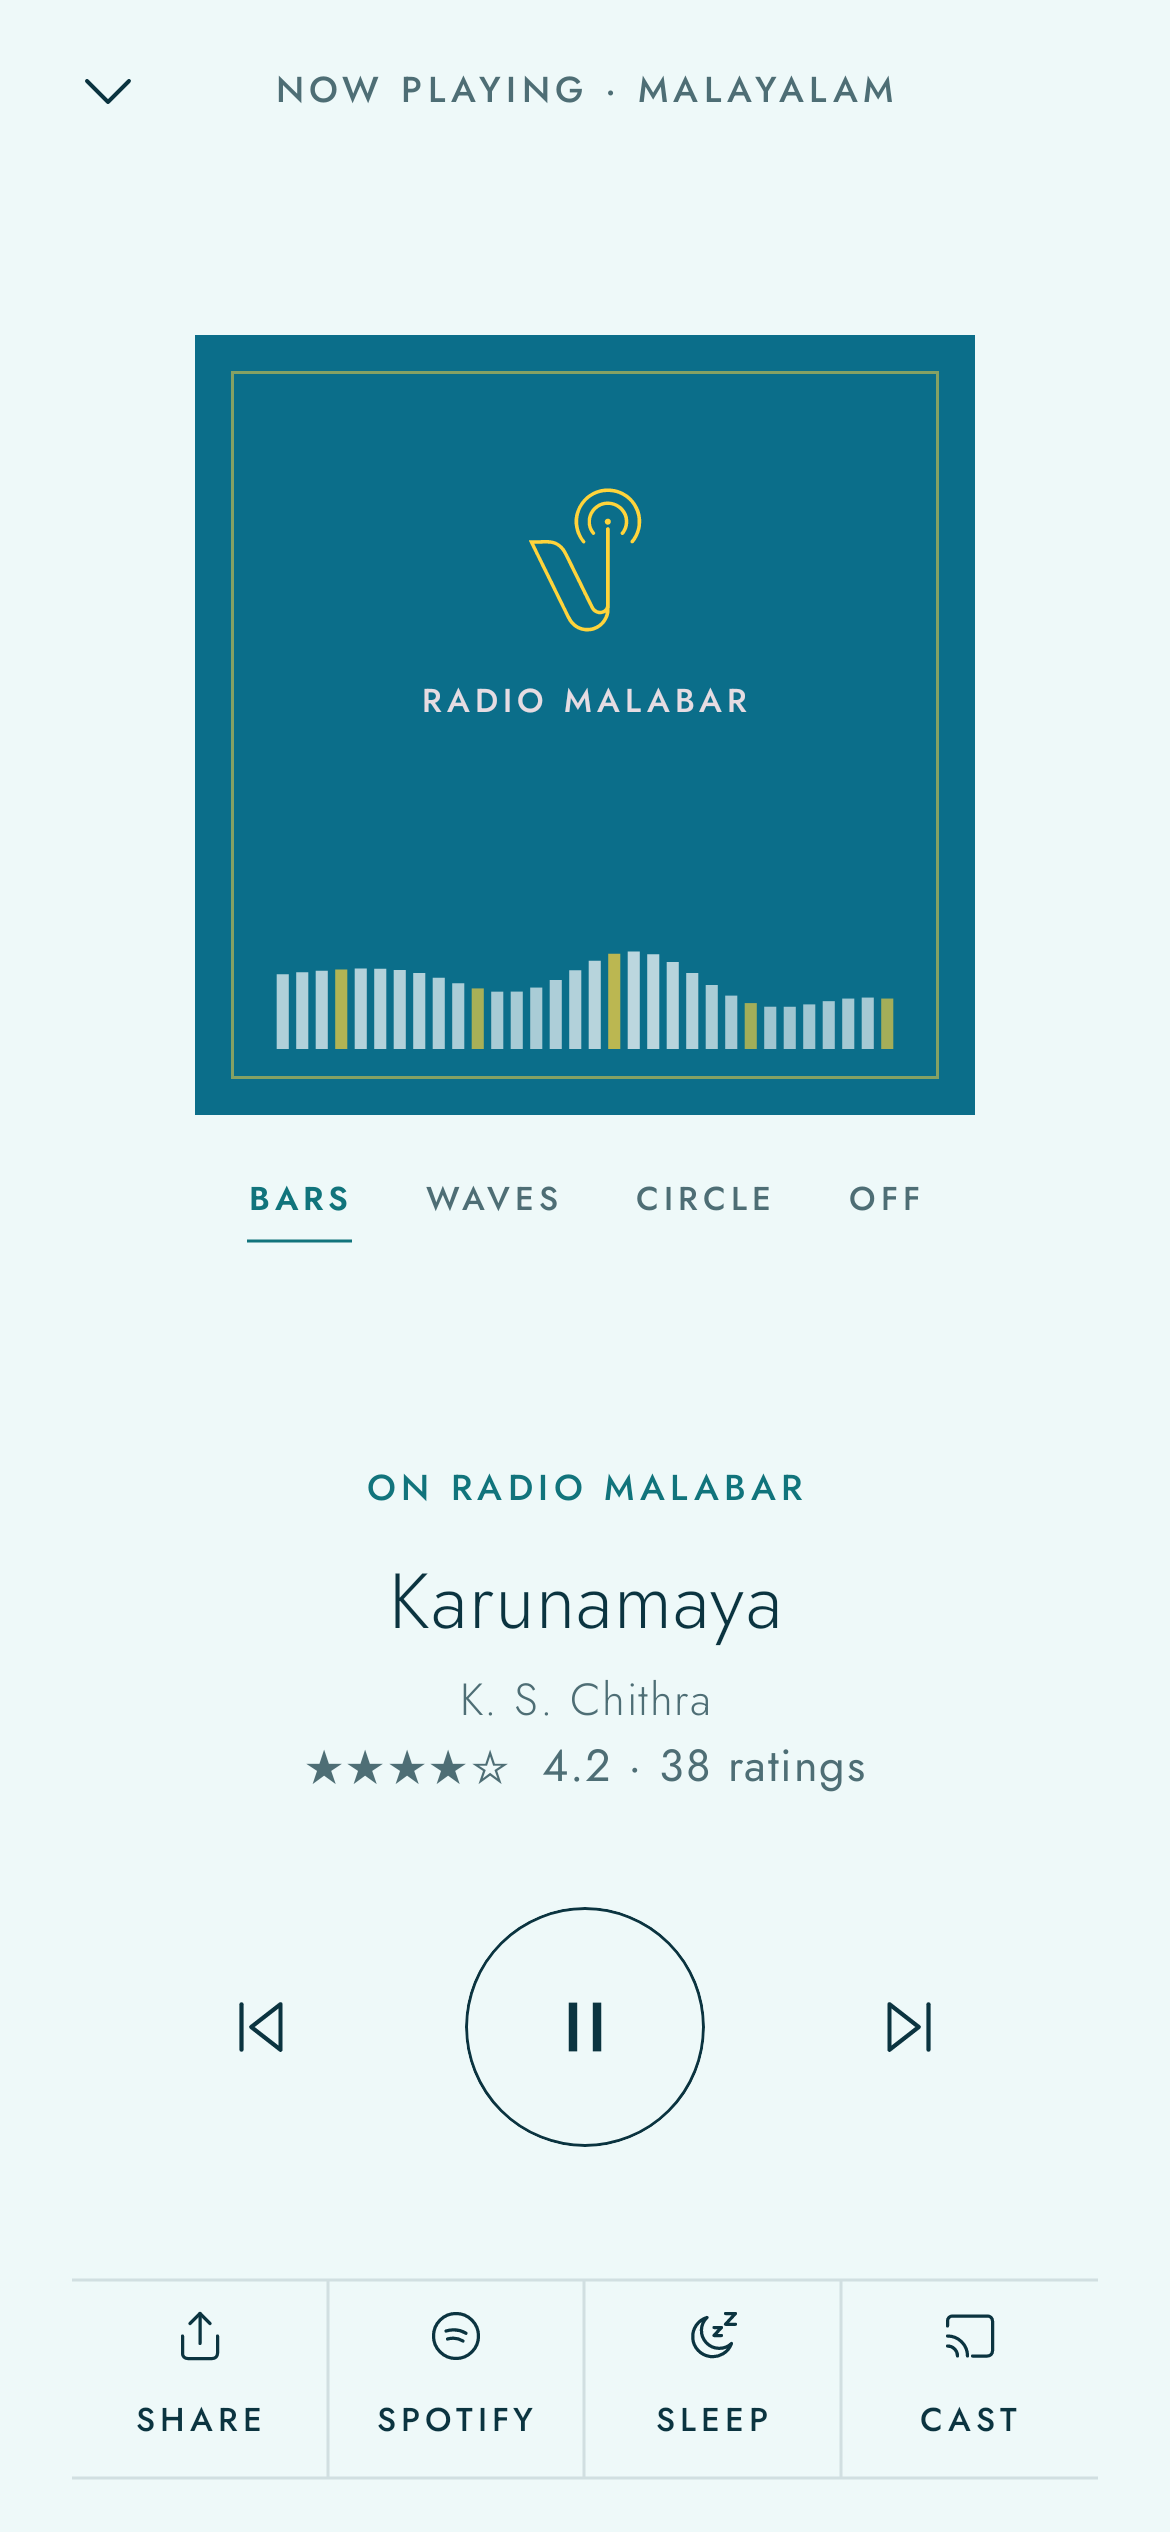 NOW PLAYING · MALAYALAM
RADIO MALABAR
BARS WAVES CIRCLE OFF
ON RADIO MALABAR
Karunamaya
K. S. Chithra
★★★★☆ 4.2 · 38 ratings
SHARE SPOTIFY SLEEP CAST